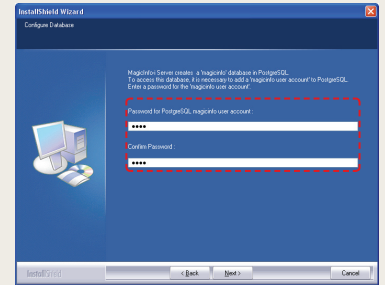 InstallShield Wizard
Configure Database
MagicInfo-i Server creates a 'magicinfo' database in PostgreSQL.
To access this database, it is necessary to add a 'magicinfo user account' to PostgreSQL.
Enter a password for the 'magicinfo user account'.
Password for PostgreSQL magicinfo user account :
••••
Confirm Password :
••••
InstallShield
< Back Next > Cancel